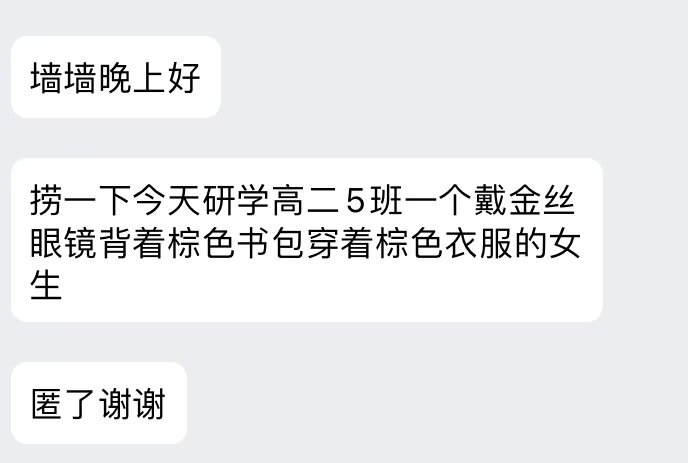 墙墙晚上好
捞一下今天研学高二5班一个戴金丝
眼镜背着棕色书包穿着棕色衣服的女
生
匿了谢谢